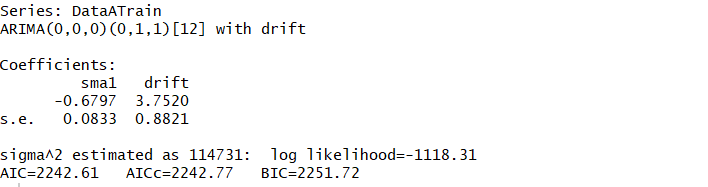 Series: DataATrain
ARIMA(0,0,0)(0,1,1)[12] with drift
Coefficients:
sma1 drift
-0.6797 3.7520
s.e. 0.0833 0.8821
sigma^2 estimated as 114731: log likelihood=-1118.31
AIC=2242.61 AICc=2242.77 BIC=2251.72